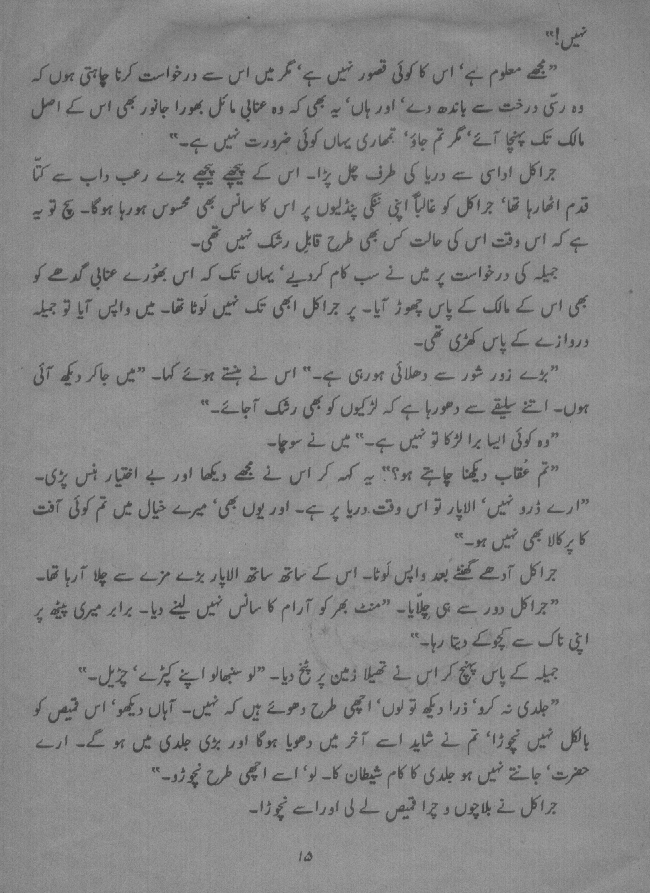 نہیں!"
"مجھے معلوم ہے، اس کا کوئی قصور نہیں ہے، مگر میں اس سے درخواست کرنا چاہتی ہوں کہ
وہ رسّی درخت سے باندھ دے، اور ہاں، یہ بھی کہ وہ عنابی مائل بھورا جانور بھی اس کے اصل
مالک تک پہنچا آئے، مگر تم جاؤ، تمھاری یہاں کوئی ضرورت نہیں ہے۔"
جراکل اداسی سے دریا کی طرف چل پڑا۔ اس کے پیچھے پیچھے بڑے رعب داب سے کتّا
قدم اٹھارہا تھا، جراکل کو غالباً اپنی ننگی پنڈلیوں پر اس کا سانس بھی محسوس ہورہا ہوگا۔ سچ تو یہ
ہے کہ اس وقت اس کی حالت کس بھی طرح قابلِ رشک نہیں تھی۔
جمیلہ کی درخواست پر میں نے سب کام کردیے، یہاں تک کہ اس بھورے عنابی گدھے کو
بھی اس کے مالک کے پاس چھوڑ آیا۔ پر جراکل ابھی تک نہیں لَوٹا تھا۔ میں واپس آیا تو جمیلہ
دروازے کے پاس کھڑی تھی۔
"بڑے زور شور سے دھلائی ہورہی ہے۔" اس نے ہنستے ہوئے کہا۔ "میں جاکر دیکھ آئی
ہوں۔ اتنے سلیقے سے دھورہا ہے کہ لڑکیوں کو بھی رشک آجائے۔"
"وہ کوئی ایسا برا لڑکا تو نہیں ہے۔" میں نے سوچا۔
"تم عُقاب دیکھنا چاہتے ہو؟" یہ کہہ کر اس نے مجھے دیکھا اور بے اختیار ہنس پڑی۔
"ارے ڈرو نہیں، الاپار تو اس وقت دریا پر ہے۔ اور یوں بھی، میرے خیال میں تم کوئی آفت
کا پرکالا بھی نہیں ہو۔"
جراکل آدھے گھنٹے بعد واپس لَوٹا۔ اس کے ساتھ ساتھ الاپار بڑے مزے سے چلا آرہا تھا۔
"جراکل دور سے ہی چلّایا۔ "منٹ بھر کو آرام کا سانس نہیں لینے دیا۔ برابر میری پیٹھ پر
اپنی ناک سے کچوکے دیتا رہا۔"
جمیلہ کے پاس پہنچ کر اس نے تھیلا زمین پر پٹخ دیا۔ "لو سنبھالو اپنے کپڑے، چڑیل۔"
"جلدی نہ کرو، ذرا دیکھ تو لوں، اچھی طرح دھوئے ہیں کہ نہیں۔ آہاں دیکھو، اس قمیص کو
بالکل نہیں نچوڑا، تم نے شاید اسے آخر میں دھویا ہوگا اور بڑی جلدی میں ہو گے۔ ارے
حضرت، جانتے نہیں ہو جلدی کا کام شیطان کا۔ لو، اسے اچھی طرح نچوڑو۔"
جراکل نے بلاچوں و چرا قمیص لے لی اوراسے نچوڑا۔
۱۵